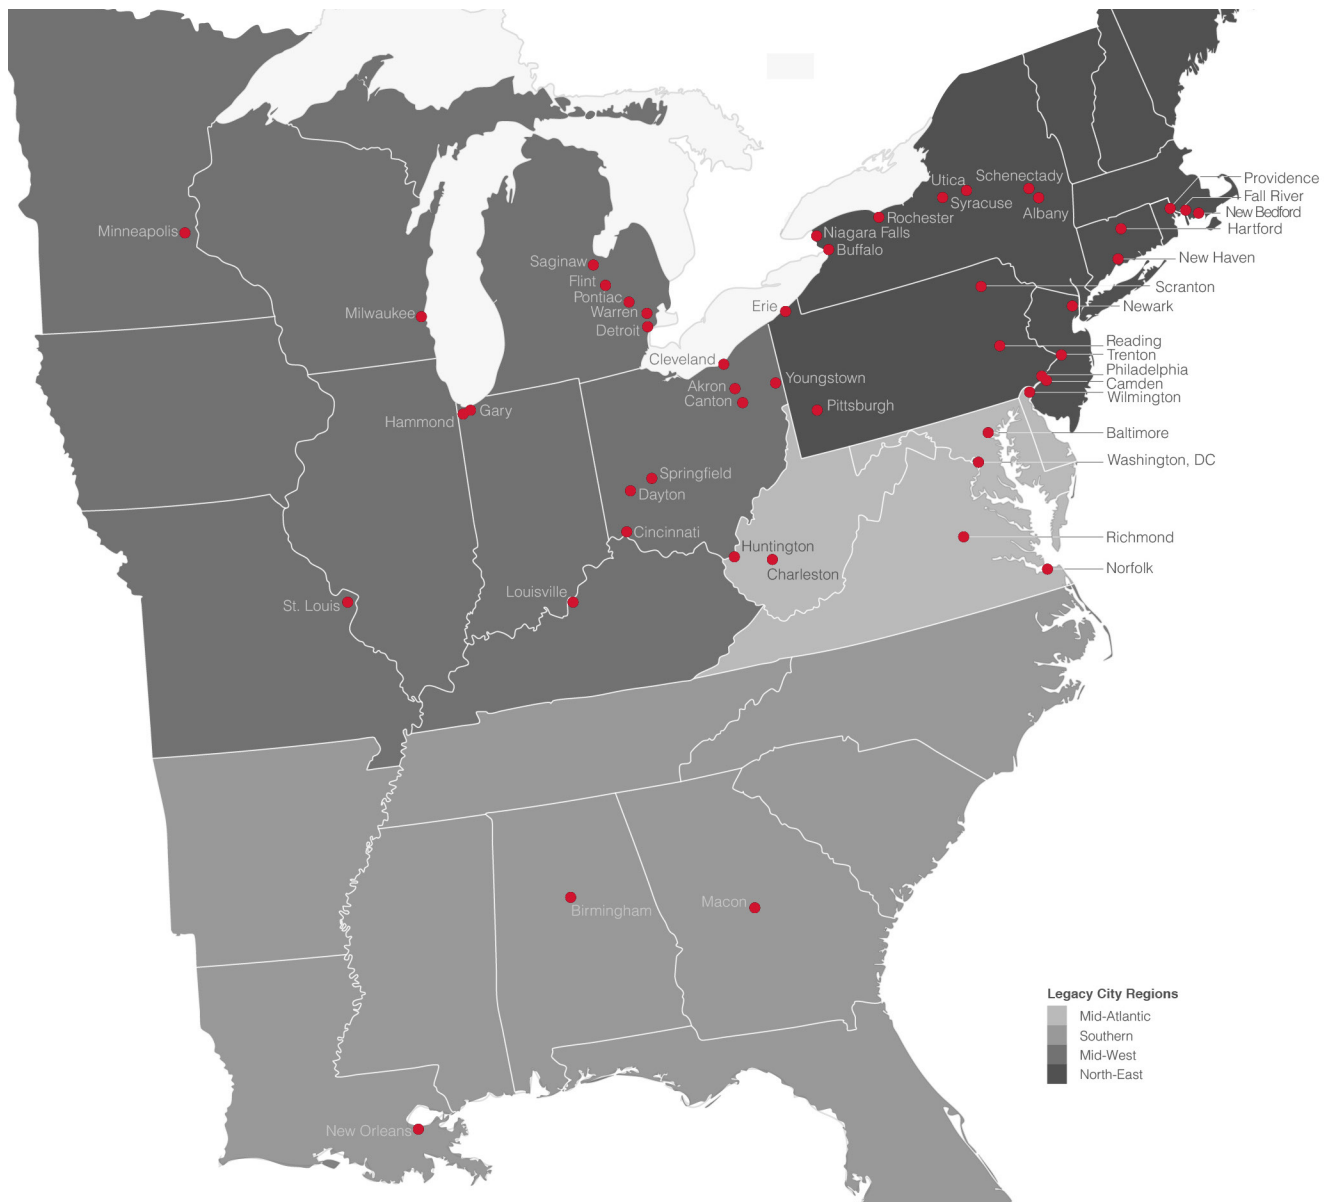 Utica
Schenectady
Providence
Fall River
New Bedford
Syracuse
Albany
Rochester
Hartford
Minneapolis
Niagara Falls
Buffalo
New Haven
Saginaw
Flint
Scranton
Pontiac
Erie
Newark
Milwaukee
Warren
Detroit
Reading
Trenton
Cleveland
Philadelphia
Youngstown
Camden
Akron
Wilmington
Canton
Gary
Pittsburgh
Hammond
Baltimore
Washington, DC
Springfield
Dayton
Cincinnati
Richmond
Huntington
Norfolk
Charleston
Louisville
St. Louis
Macon
Birmingham
Legacy City Regions
Mid-Atlantic
Southern
Mid-West
North-East
New Orleans